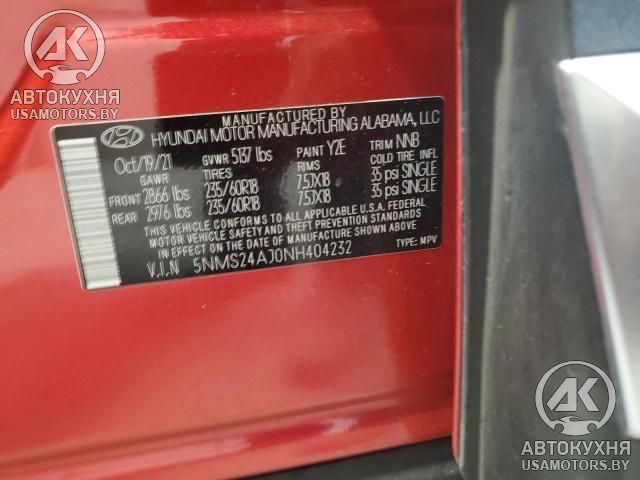 AK
АВТОКУХНЯ
USAMOTORS.BY
MANUFACTURED BY
HYUNDAI MOTOR MANUFACTURING ALABAMA, LLC
Oct/19/21 GVWR 5137 lbs PAINT Y2E TRIM NNB
GAWR TIRES RIMS COLD TIRE INFL
FRONT 2866 lbs 235/60R18 7.5JX18 35 psi SINGLE
REAR 2976 lbs 235/60R18 7.5JX18 35 psi SINGLE
THIS VEHICLE CONFORMS TO ALL APPLICABLE U.S.A. FEDERAL
MOTOR VEHICLE SAFETY AND THEFT PREVENTION STANDARDS
IN EFFECT ON THE DATE OF MANUFACTURE SHOWN ABOVE.
V.I.N 5NMS24AJ0NH404232 TYPE: MPV
AK
АВТОКУХНЯ
USAMOTORS.BY